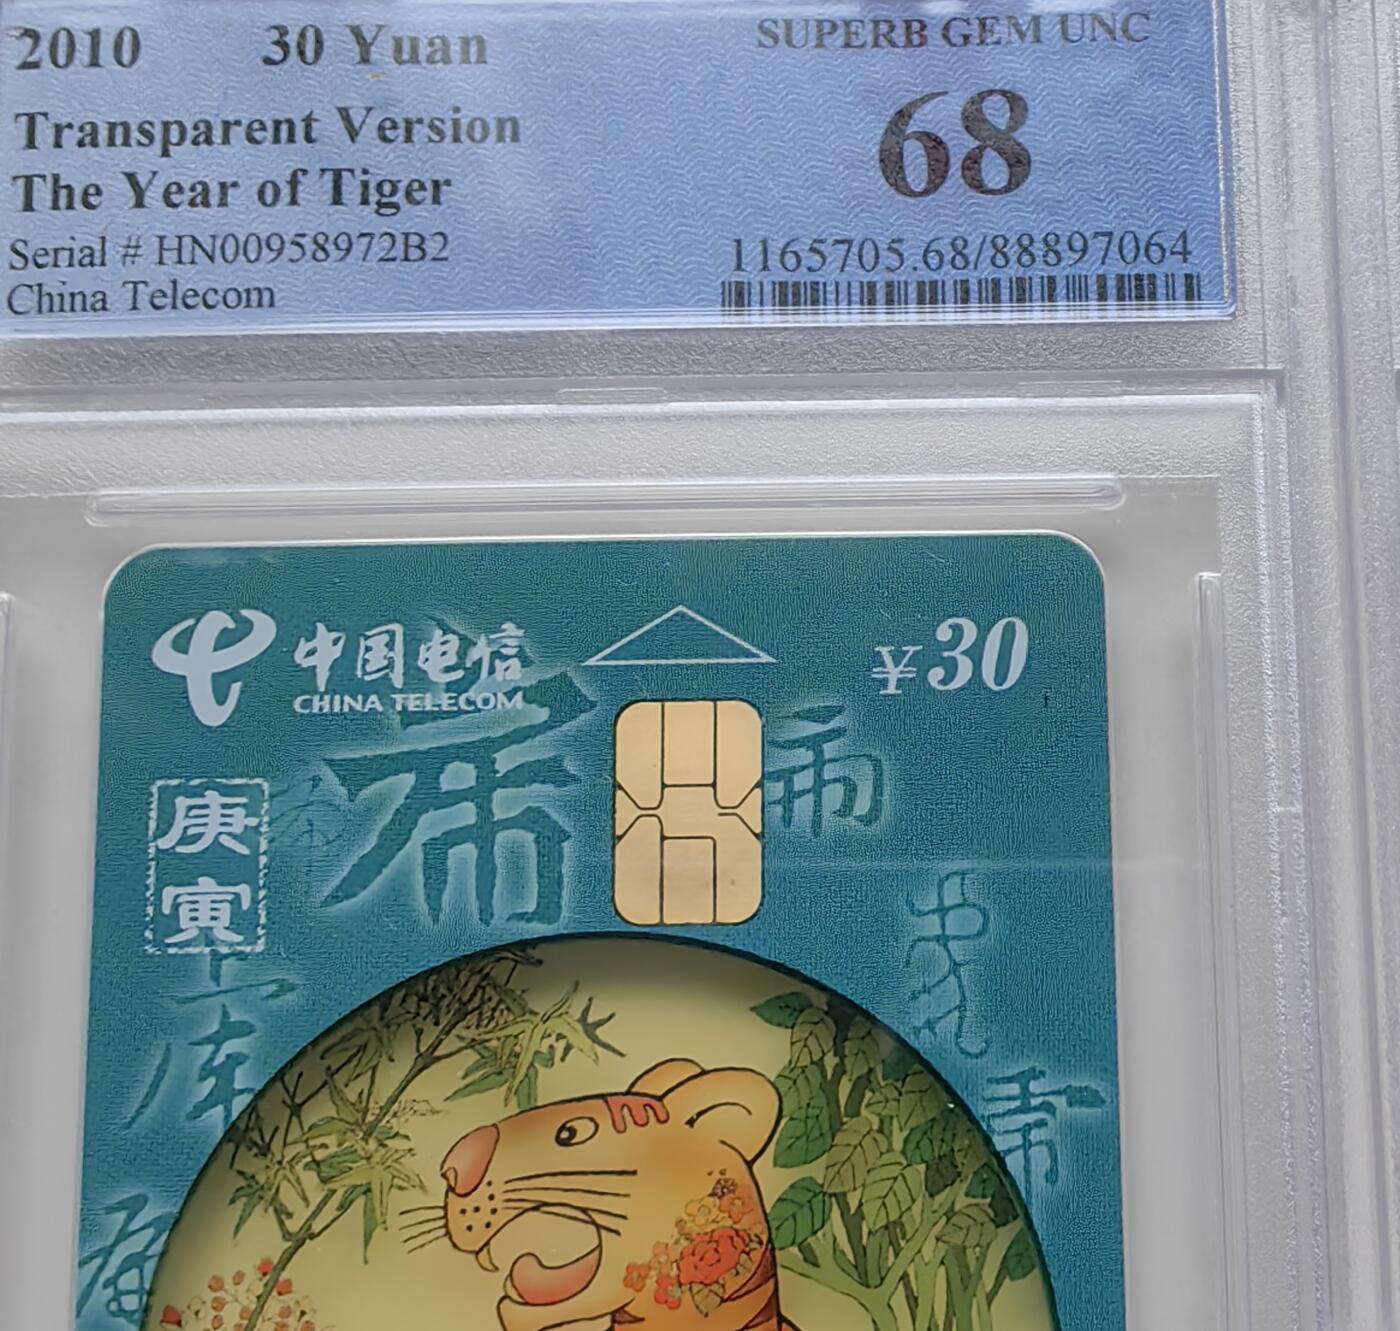 2010 30 Yuan
SUPERB GEM UNC
68
Transparent Version
The Year of Tiger
Serial # HN00958972B2
China Telecom
1165705.68/88897064
中国电信
CHINA TELECOM
¥30
庚
寅